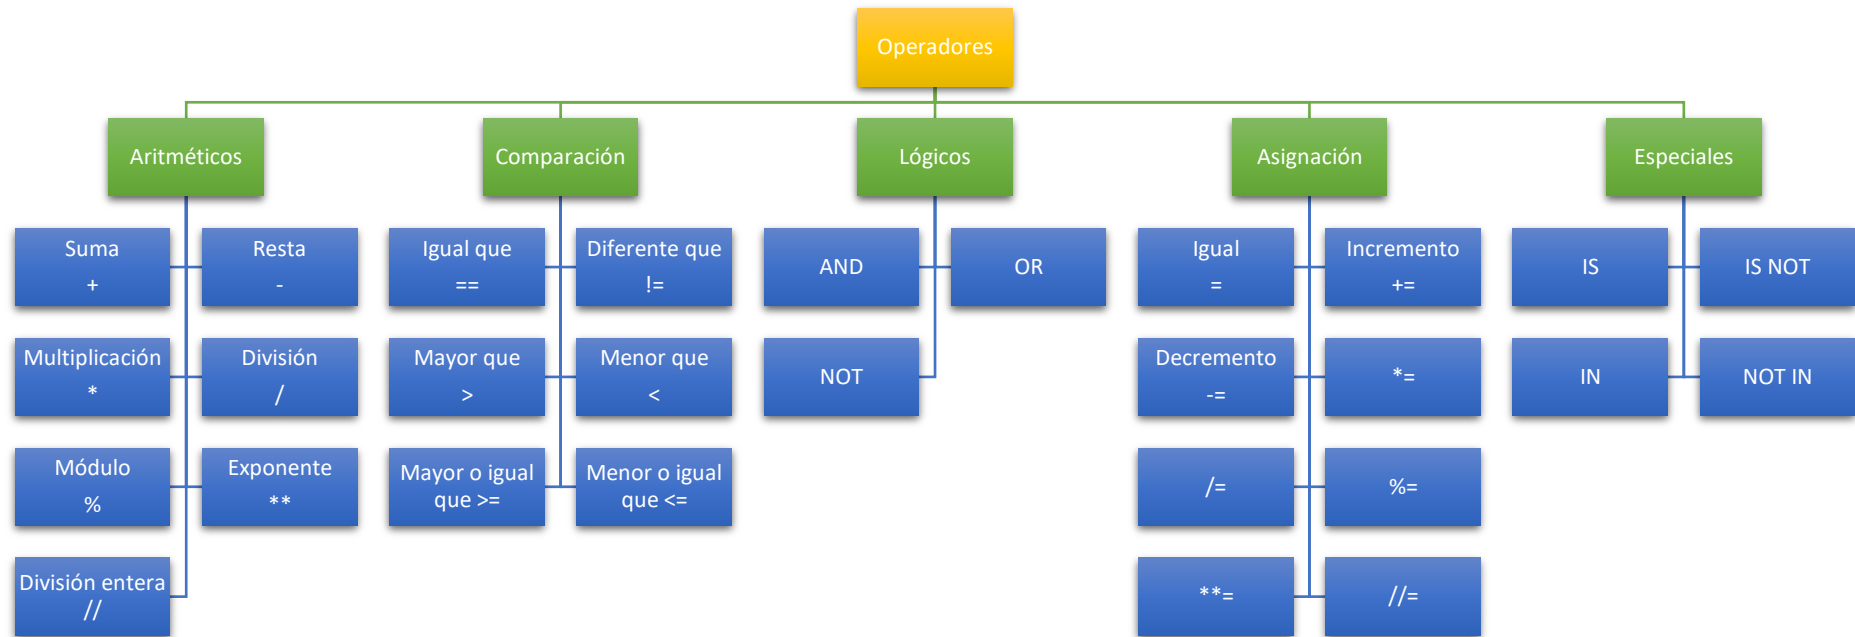 Operadores
Aritméticos
Comparación
Lógicos
Asignación
Especiales
Suma
+
Resta
-
Igual que
==
Diferente que
!=
AND
OR
Igual
=
Incremento
+=
IS
IS NOT
Multiplicación
*
División
/
Mayor que
>
Menor que
<
NOT
Decremento
-=
*=
IN
NOT IN
Módulo
%
Exponente
**
Mayor o igual
que >=
Menor o igual
que <=
/=
%=
División entera
//
**=
//=